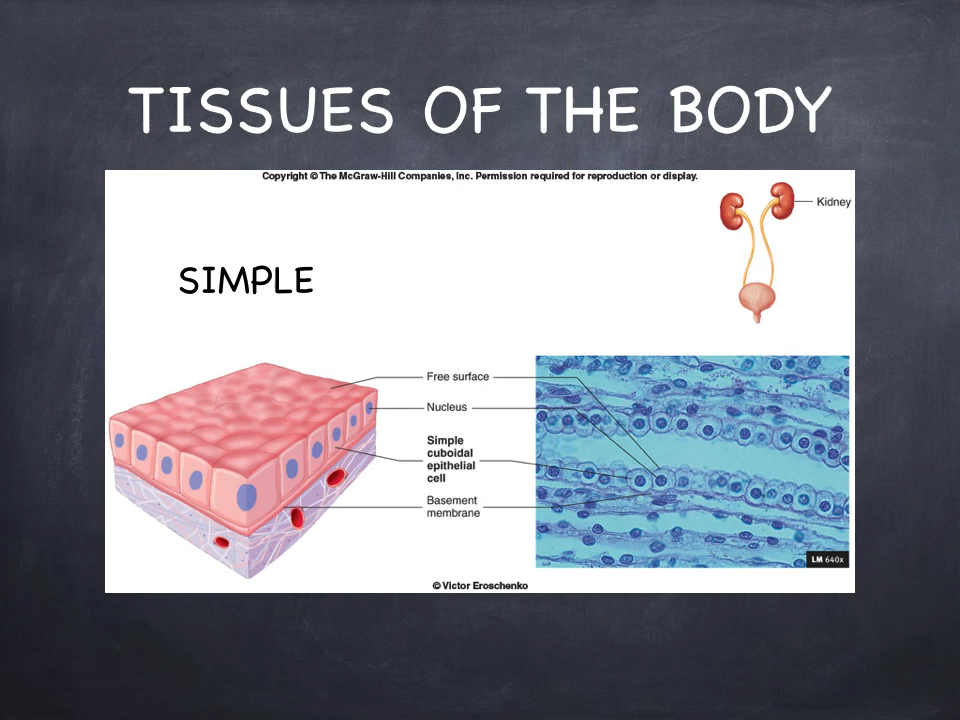 TISSUES OF THE BODY
Copyright © The McGraw-Hill Companies, Inc. Permission required for reproduction or display.
Kidney
SIMPLE
Free surface
Nucleus
Simple
cuboidal
epithelial
cell
Basement
membrane
LM 640x
© Victor Eroschenko